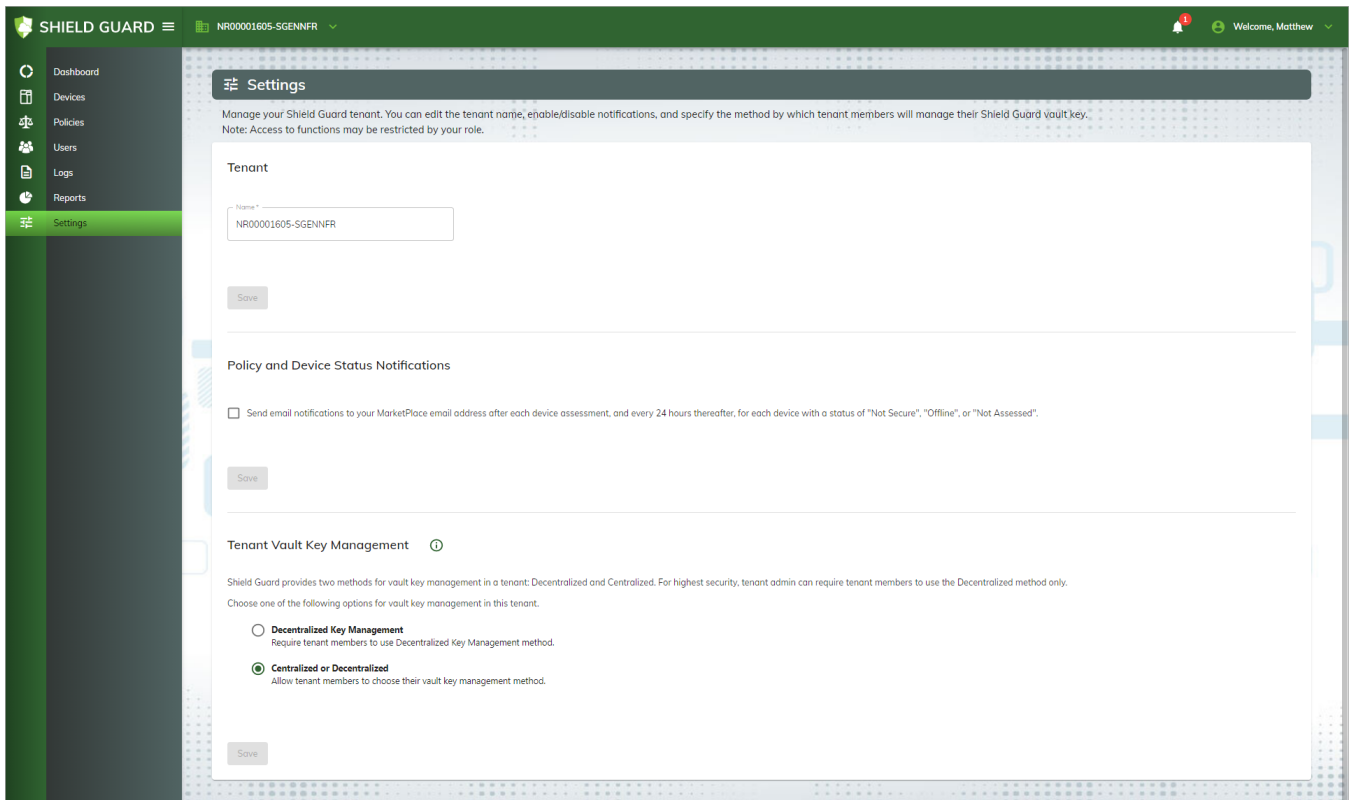 SHIELD GUARD
NR00001605-SGENNFR
1
Welcome, Matthew
Dashboard
Devices
Policies
Users
Logs
Reports
Settings
Settings
Manage your Shield Guard tenant. You can edit the tenant name, enable/disable notifications, and specify the method by which tenant members will manage their Shield Guard vault key.
Note: Access to functions may be restricted by your role.
Tenant
Name *
NR00001605-SGENNFR
Save
Policy and Device Status Notifications
Send email notifications to your MarketPlace email address after each device assessment, and every 24 hours thereafter, for each device with a status of "Not Secure", "Offline", or "Not Assessed".
Save
Tenant Vault Key Management
Shield Guard provides two methods for vault key management in a tenant: Decentralized and Centralized. For highest security, tenant admin can require tenant members to use the Decentralized method only.
Choose one of the following options for vault key management in this tenant.
Decentralized Key Management
Require tenant members to use Decentralized Key Management method.
Centralized or Decentralized
Allow tenant members to choose their vault key management method.
Save